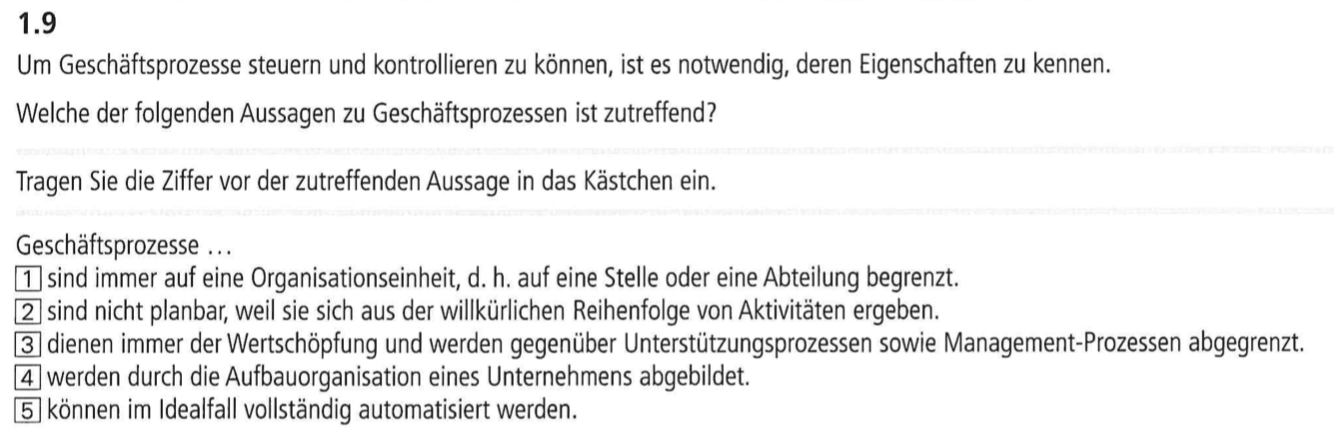 1.9
Um Geschäftsprozesse steuern und kontrollieren zu können, ist es notwendig, deren Eigenschaften zu kennen.
Welche der folgenden Aussagen zu Geschäftsprozessen ist zutreffend?
Tragen Sie die Ziffer vor der zutreffenden Aussage in das Kästchen ein.
Geschäftsprozesse ...
1 sind immer auf eine Organisationseinheit, d. h. auf eine Stelle oder eine Abteilung begrenzt.
2 sind nicht planbar, weil sie sich aus der willkürlichen Reihenfolge von Aktivitäten ergeben.
3 dienen immer der Wertschöpfung und werden gegenüber Unterstützungsprozessen sowie Management-Prozessen abgegrenzt.
4 werden durch die Aufbauorganisation eines Unternehmens abgebildet.
5 können im Idealfall vollständig automatisiert werden.